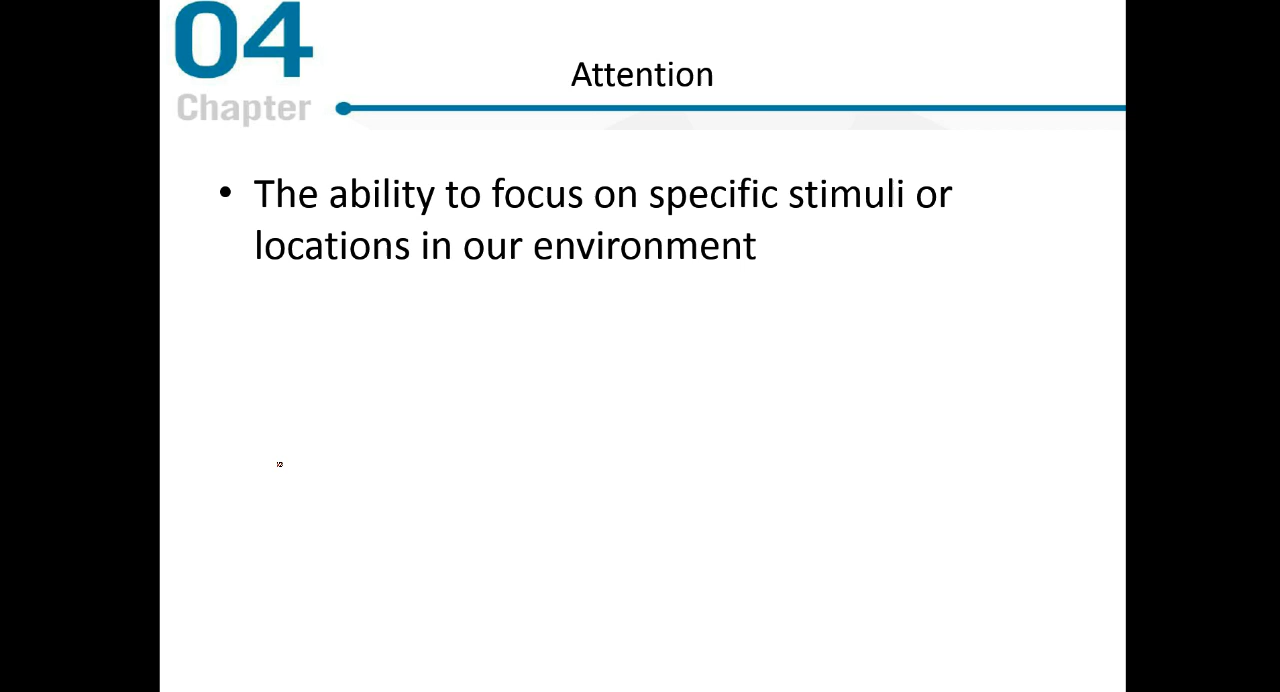 04
Chapter
Attention
• The ability to focus on specific stimuli or
locations in our environment